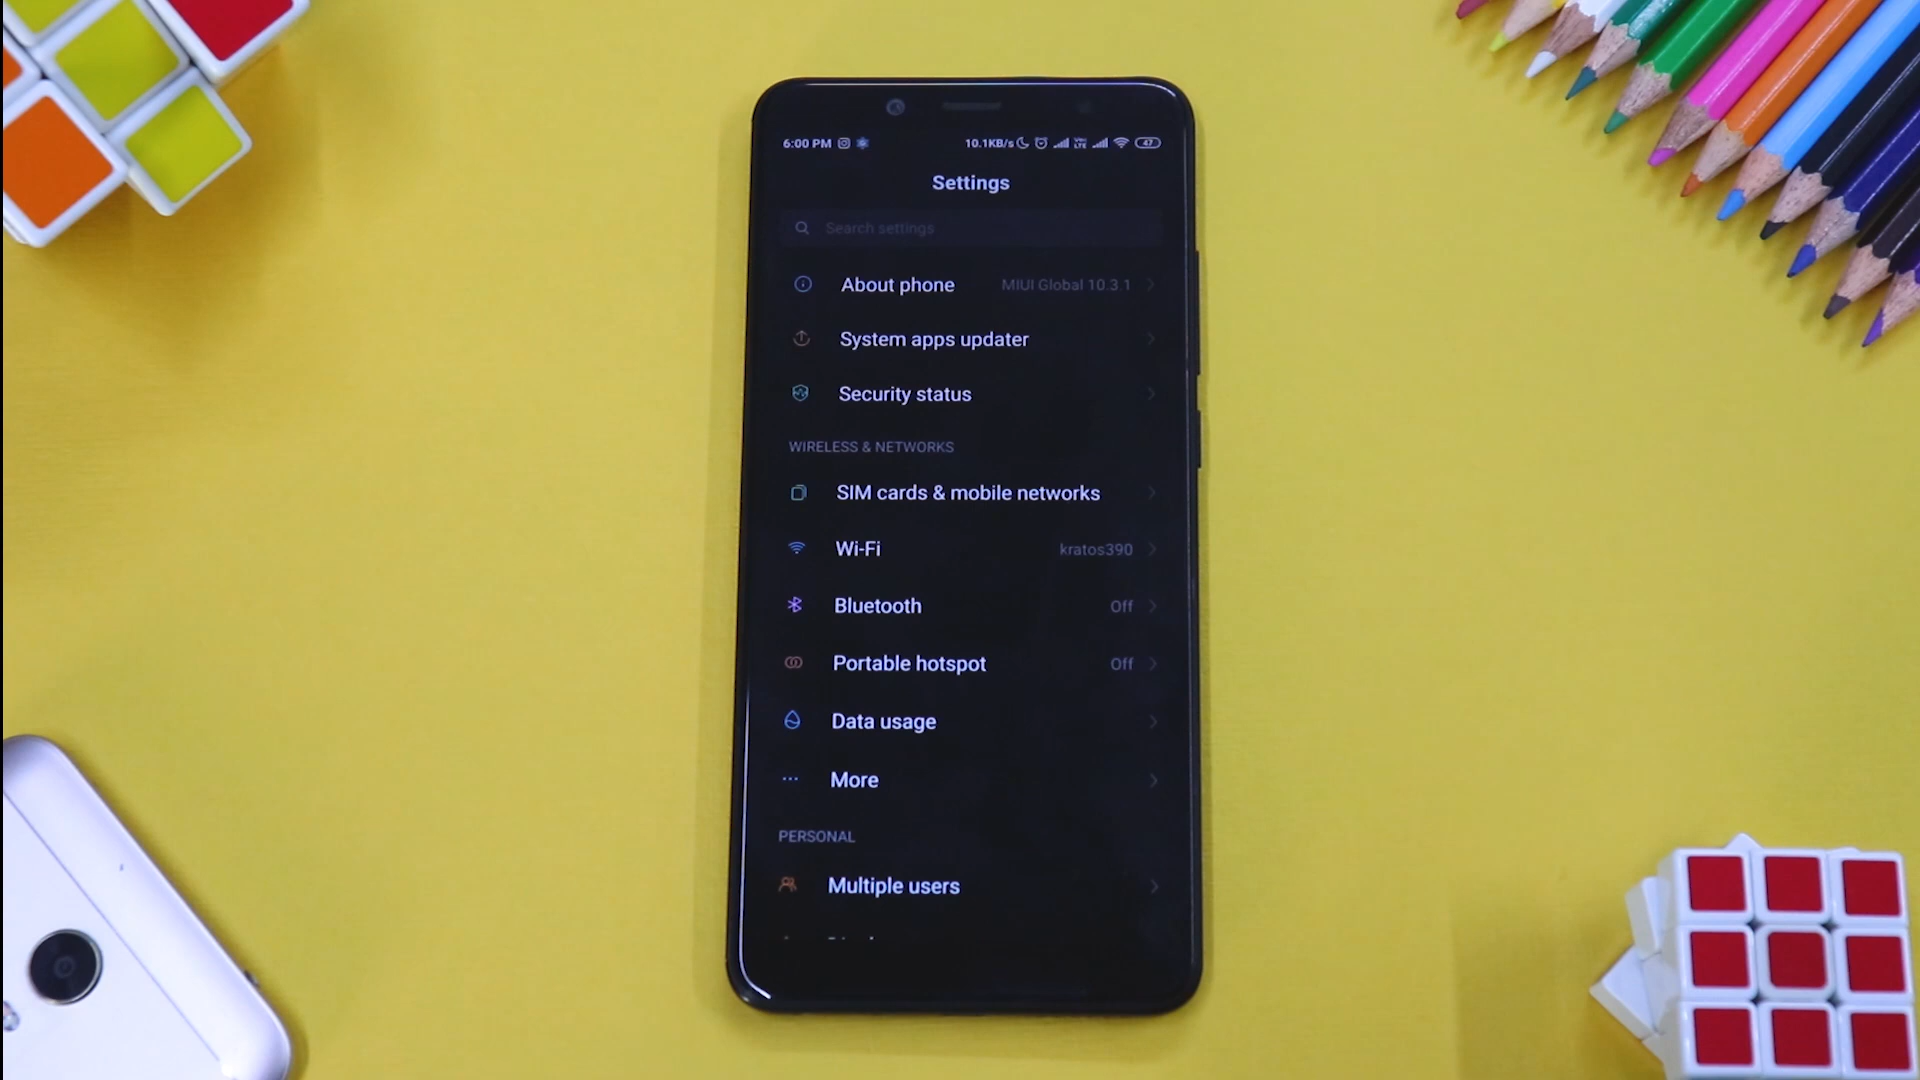 6:00 PM 10.1KB/s 47
Settings
Search settings
About phone MIUI Global 10.3.1
System apps updater
Security status
WIRELESS & NETWORKS
SIM cards & mobile networks
Wi-Fi kratos390
Bluetooth Off
Portable hotspot Off
Data usage
More
PERSONAL
Multiple users